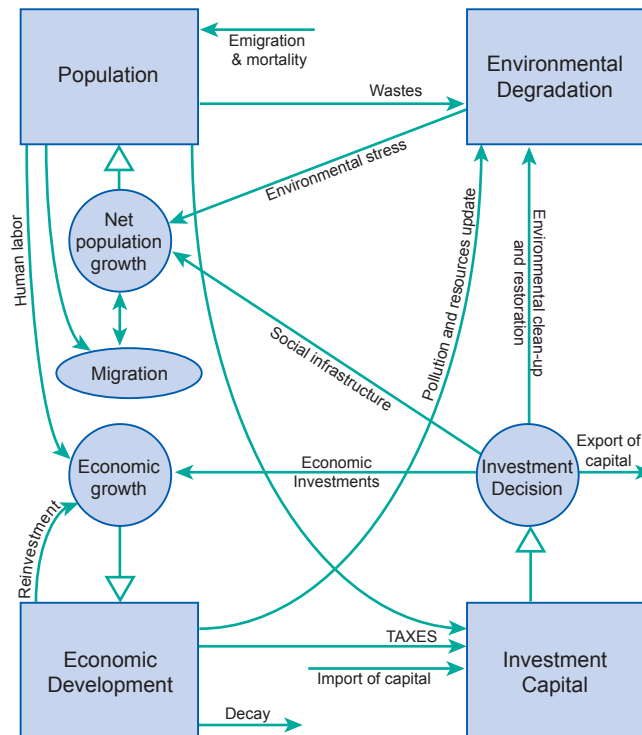 Population
Emigration
& mortality
Environmental
Degradation
Wastes
Environmental stress
Net
population
growth
Human labor
Pollution and resources update
Environmental clean-up
and restoration
Social infrastructure
Migration
Economic
growth
Economic
Investments
Investment
Decision
Export of
capital
Reinvestment
Economic
Development
TAXES
Import of capital
Investment
Capital
Decay